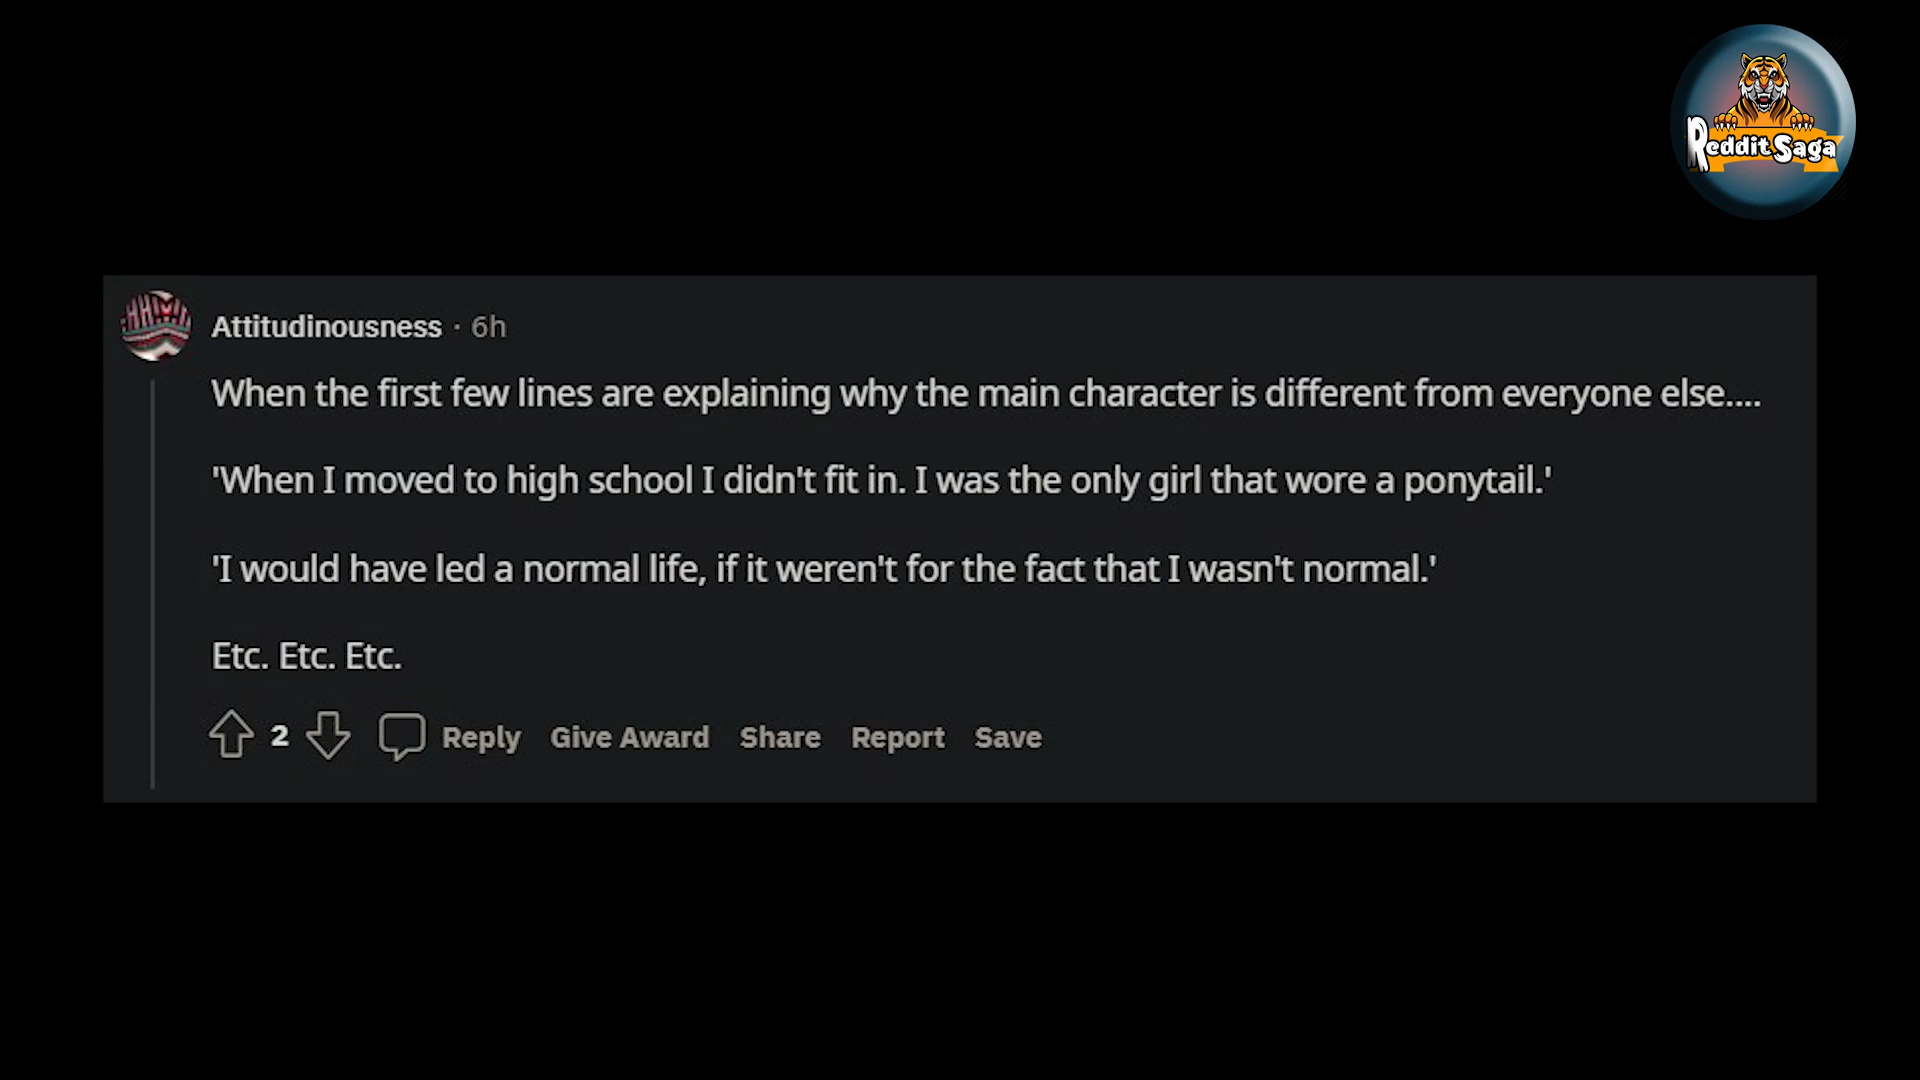 Reddit Saga
Attitudinousness · 6h
When the first few lines are explaining why the main character is different from everyone else....
'When I moved to high school I didn't fit in. I was the only girl that wore a ponytail.'
'I would have led a normal life, if it weren't for the fact that I wasn't normal.'
Etc. Etc. Etc.
2 Reply Give Award Share Report Save